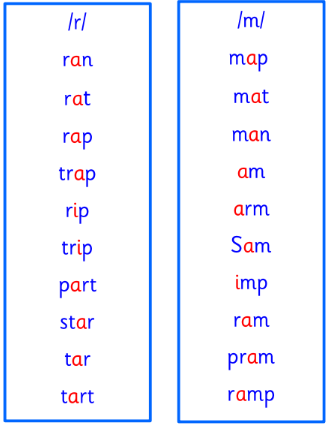 /r/
ran
rat
rap
trap
rip
trip
part
star
tar
tart
/m/
map
mat
man
am
arm
Sam
imp
ram
pram
ramp